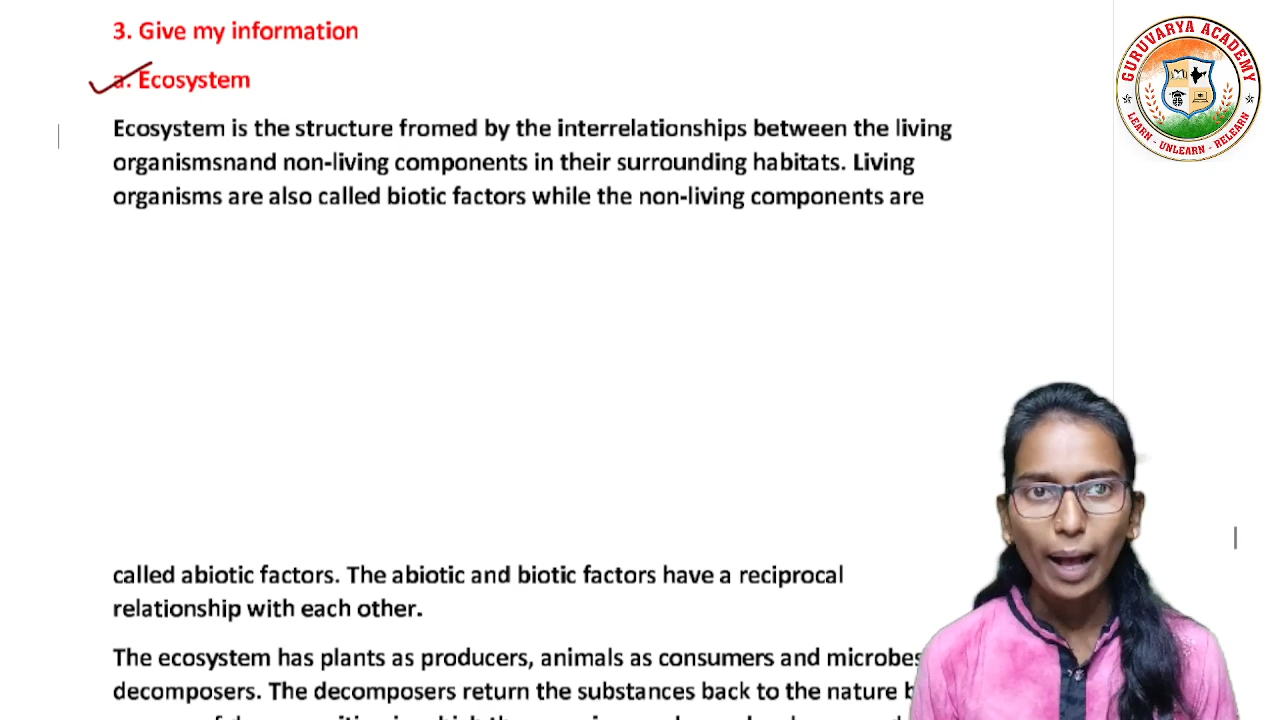 3. Give my information
a. Ecosystem
Ecosystem is the structure fromed by the interrelationships between the living
organismsnand non-living components in their surrounding habitats. Living
organisms are also called biotic factors while the non-living components are
called abiotic factors. The abiotic and biotic factors have a reciprocal
relationship with each other.
The ecosystem has plants as producers, animals as consumers and microbes
decomposers. The decomposers return the substances back to the nature
GURUVARYA ACADEMY
LEARN - UNLEARN - RELEARN